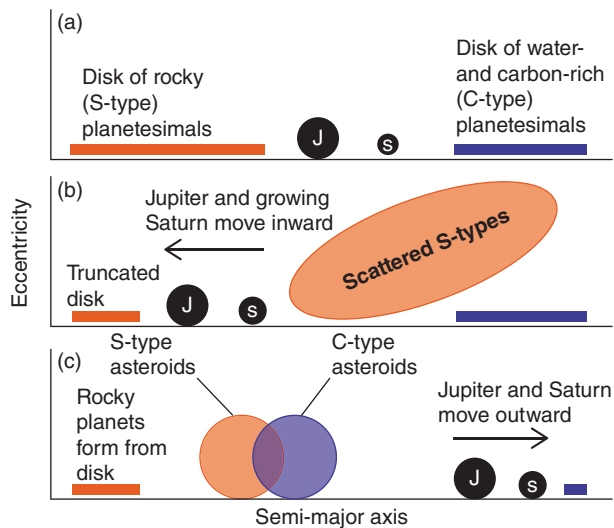 (a)
Disk of rocky
(S-type)
planetesimals
J
s
Disk of water-
and carbon-rich
(C-type)
planetesimals
(b)
Jupiter and growing
Saturn move inward
Scattered S-types
Truncated
disk
J
s
Eccentricity
(c)
S-type
asteroids
C-type
asteroids
Rocky
planets
form from
disk
Jupiter and Saturn
move outward
J
s
Semi-major axis